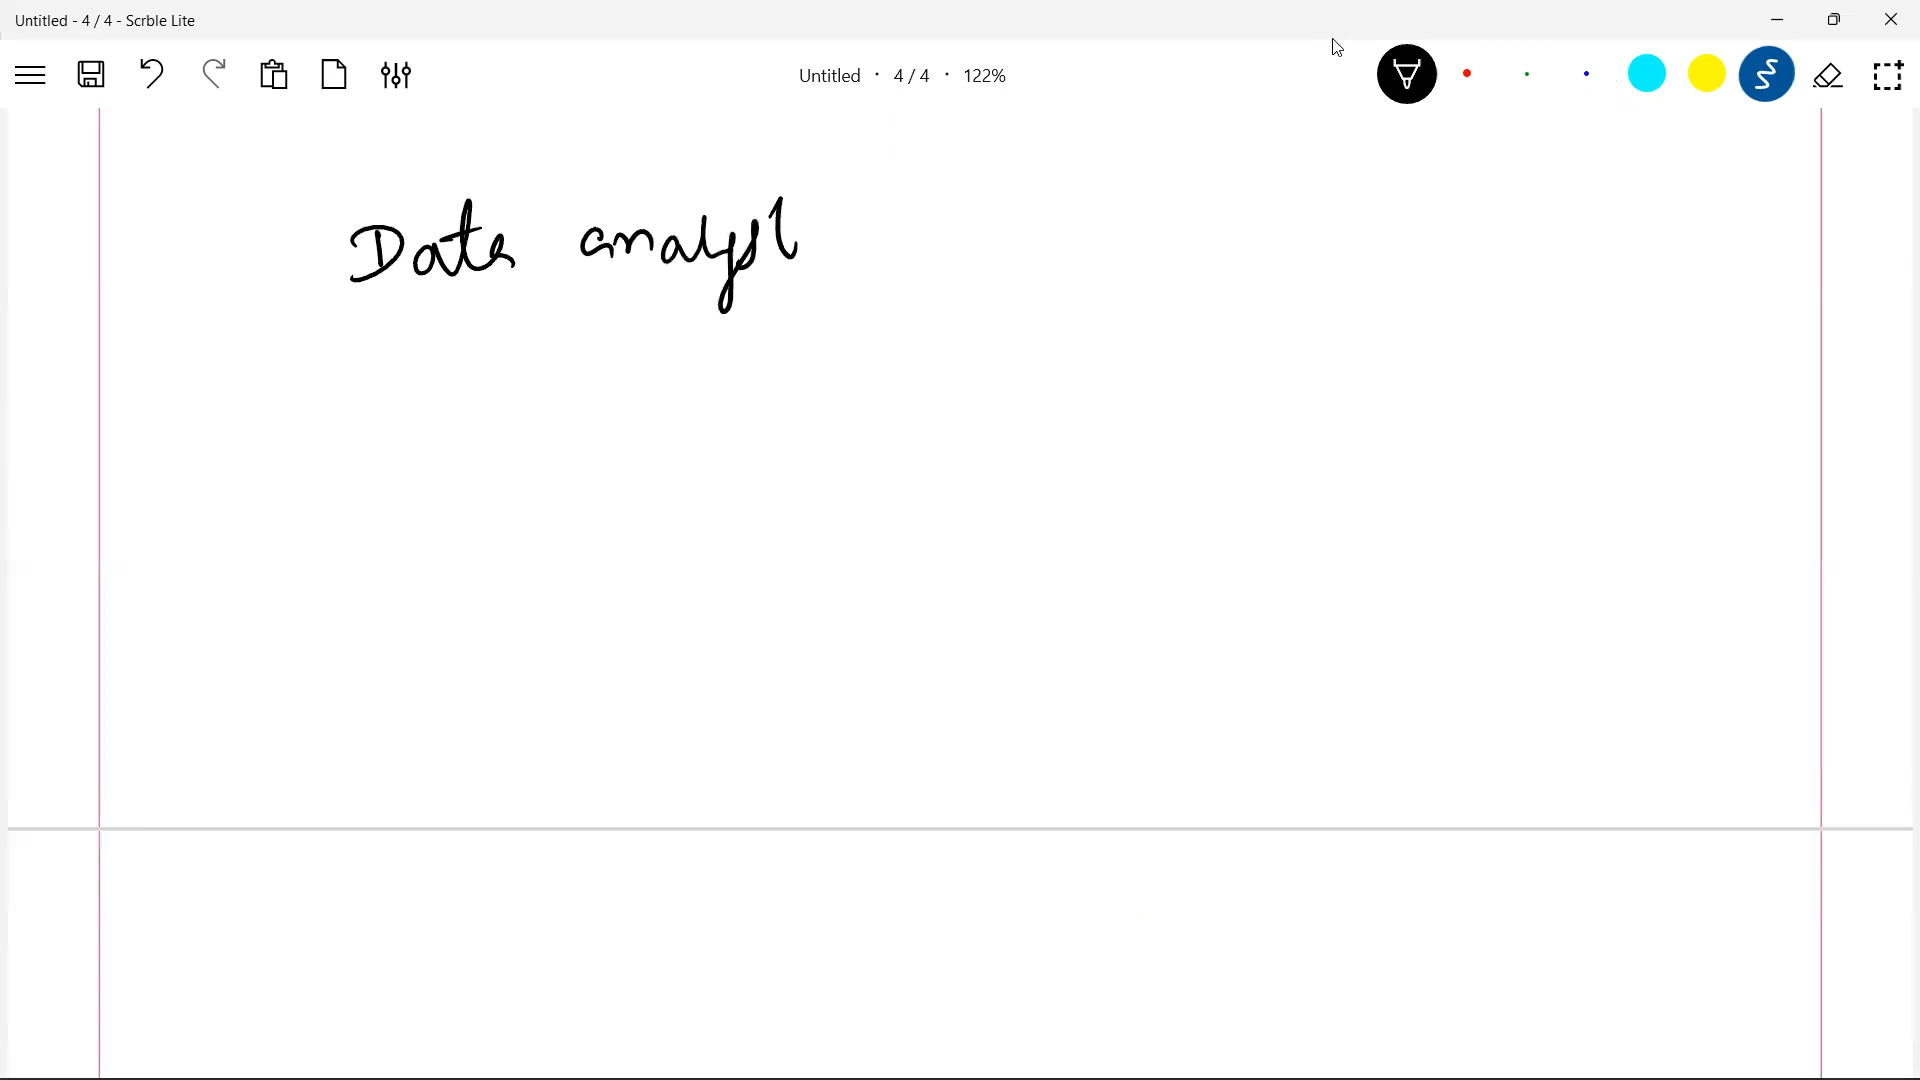 Untitled - 4 / 4 - Scrble Lite
Untitled · 4 / 4 · 122%
Data analyst